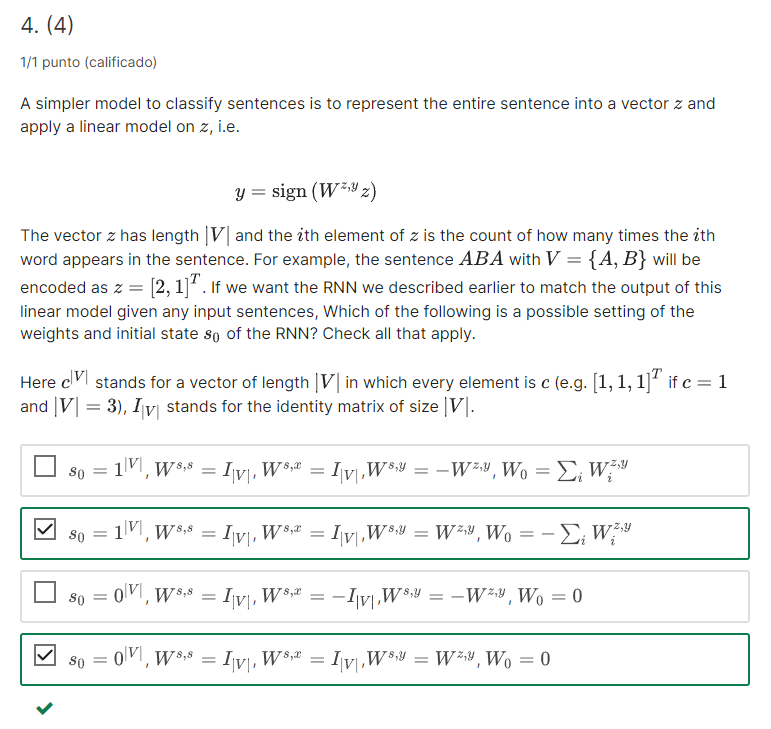 4. (4)
1/1 punto (calificado)
A simpler model to classify sentences is to represent the entire sentence into a vector z and
apply a linear model on z, i.e.
y = sign (W^{z,y} z)
The vector z has length |V| and the ith element of z is the count of how many times the ith
word appears in the sentence. For example, the sentence ABA with V = {A, B} will be
encoded as z = [2, 1]^T. If we want the RNN we described earlier to match the output of this
linear model given any input sentences, Which of the following is a possible setting of the
weights and initial state s_0 of the RNN? Check all that apply.
Here c^{|V|} stands for a vector of length |V| in which every element is c (e.g. [1, 1, 1]^T if c = 1
and |V| = 3), I_{|V|} stands for the identity matrix of size |V|.
s_0 = 1^{|V|}, W^{s,s} = I_{|V|}, W^{s,x} = I_{|V|}, W^{s,y} = −W^{z,y}, W_0 = ∑_i W_i^{z,y}
s_0 = 1^{|V|}, W^{s,s} = I_{|V|}, W^{s,x} = I_{|V|}, W^{s,y} = W^{z,y}, W_0 = − ∑_i W_i^{z,y}
s_0 = 0^{|V|}, W^{s,s} = I_{|V|}, W^{s,x} = −I_{|V|}, W^{s,y} = −W^{z,y}, W_0 = 0
s_0 = 0^{|V|}, W^{s,s} = I_{|V|}, W^{s,x} = I_{|V|}, W^{s,y} = W^{z,y}, W_0 = 0